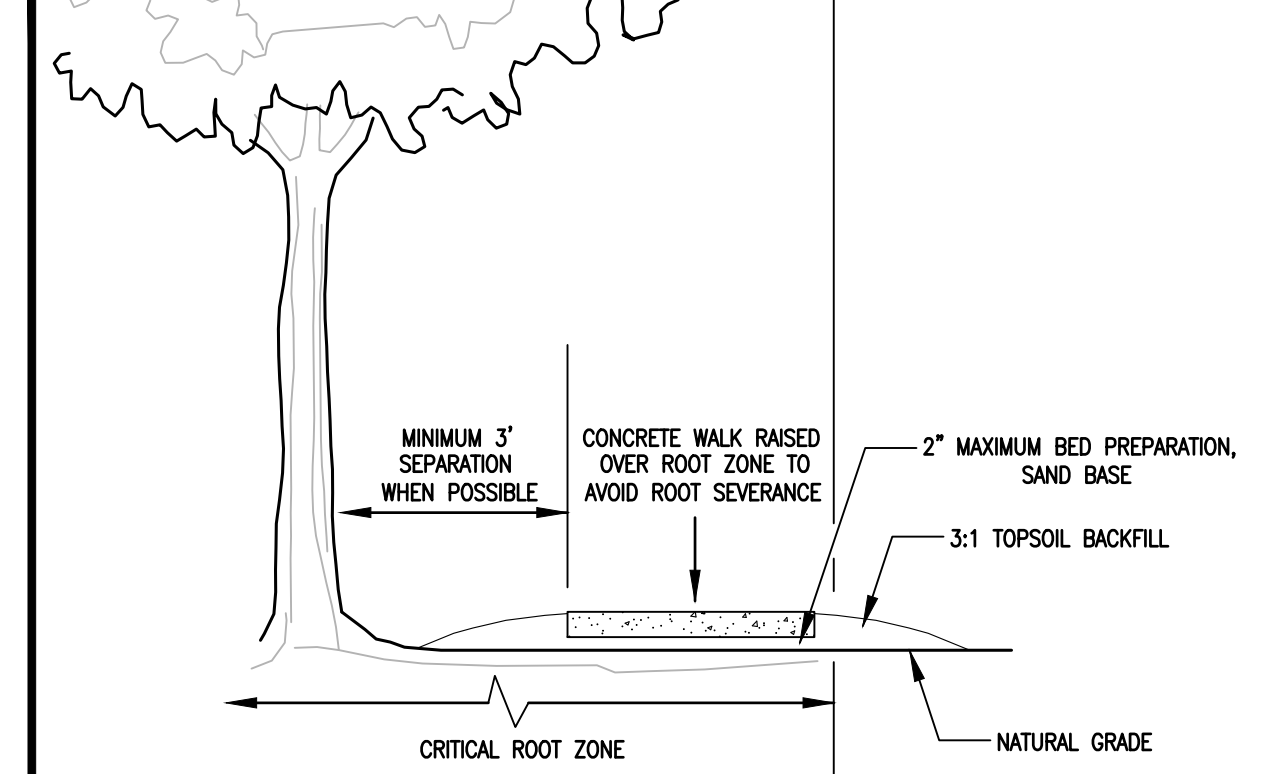 MINIMUM 3'
SEPARATION
WHEN POSSIBLE
CONCRETE WALK RAISED
OVER ROOT ZONE TO
AVOID ROOT SEVERANCE
2" MAXIMUM BED PREPARATION,
SAND BASE
3:1 TOPSOIL BACKFILL
CRITICAL ROOT ZONE
NATURAL GRADE